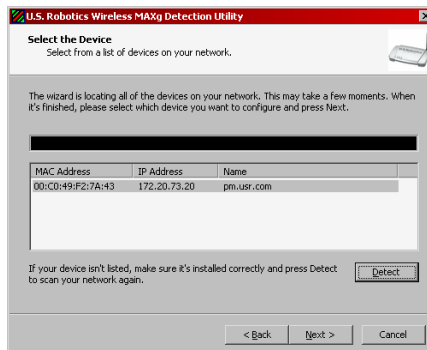 U.S. Robotics Wireless MAXg Detection Utility
Select the Device
Select from a list of devices on your network.
The wizard is locating all of the devices on your network. This may take a few moments. When
it's finished, please select which device you want to configure and press Next.
MAC Address IP Address Name
00:C0:49:F2:7A:43 172.20.73.20 pm.usr.com
If your device isn't listed, make sure it's installed correctly and press Detect
to scan your network again.
Detect
< Back Next > Cancel